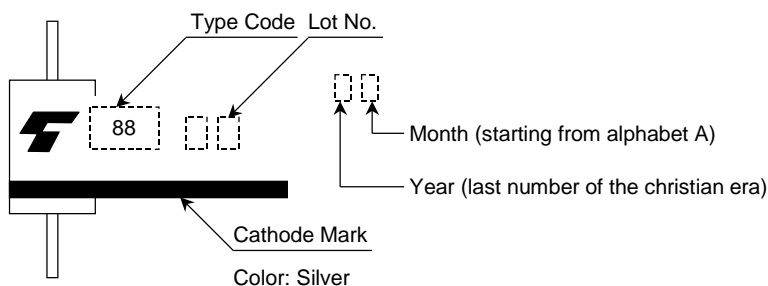 Type Code Lot No.
88
Month (starting from alphabet A)
Year (last number of the christian era)
Cathode Mark
Color: Silver